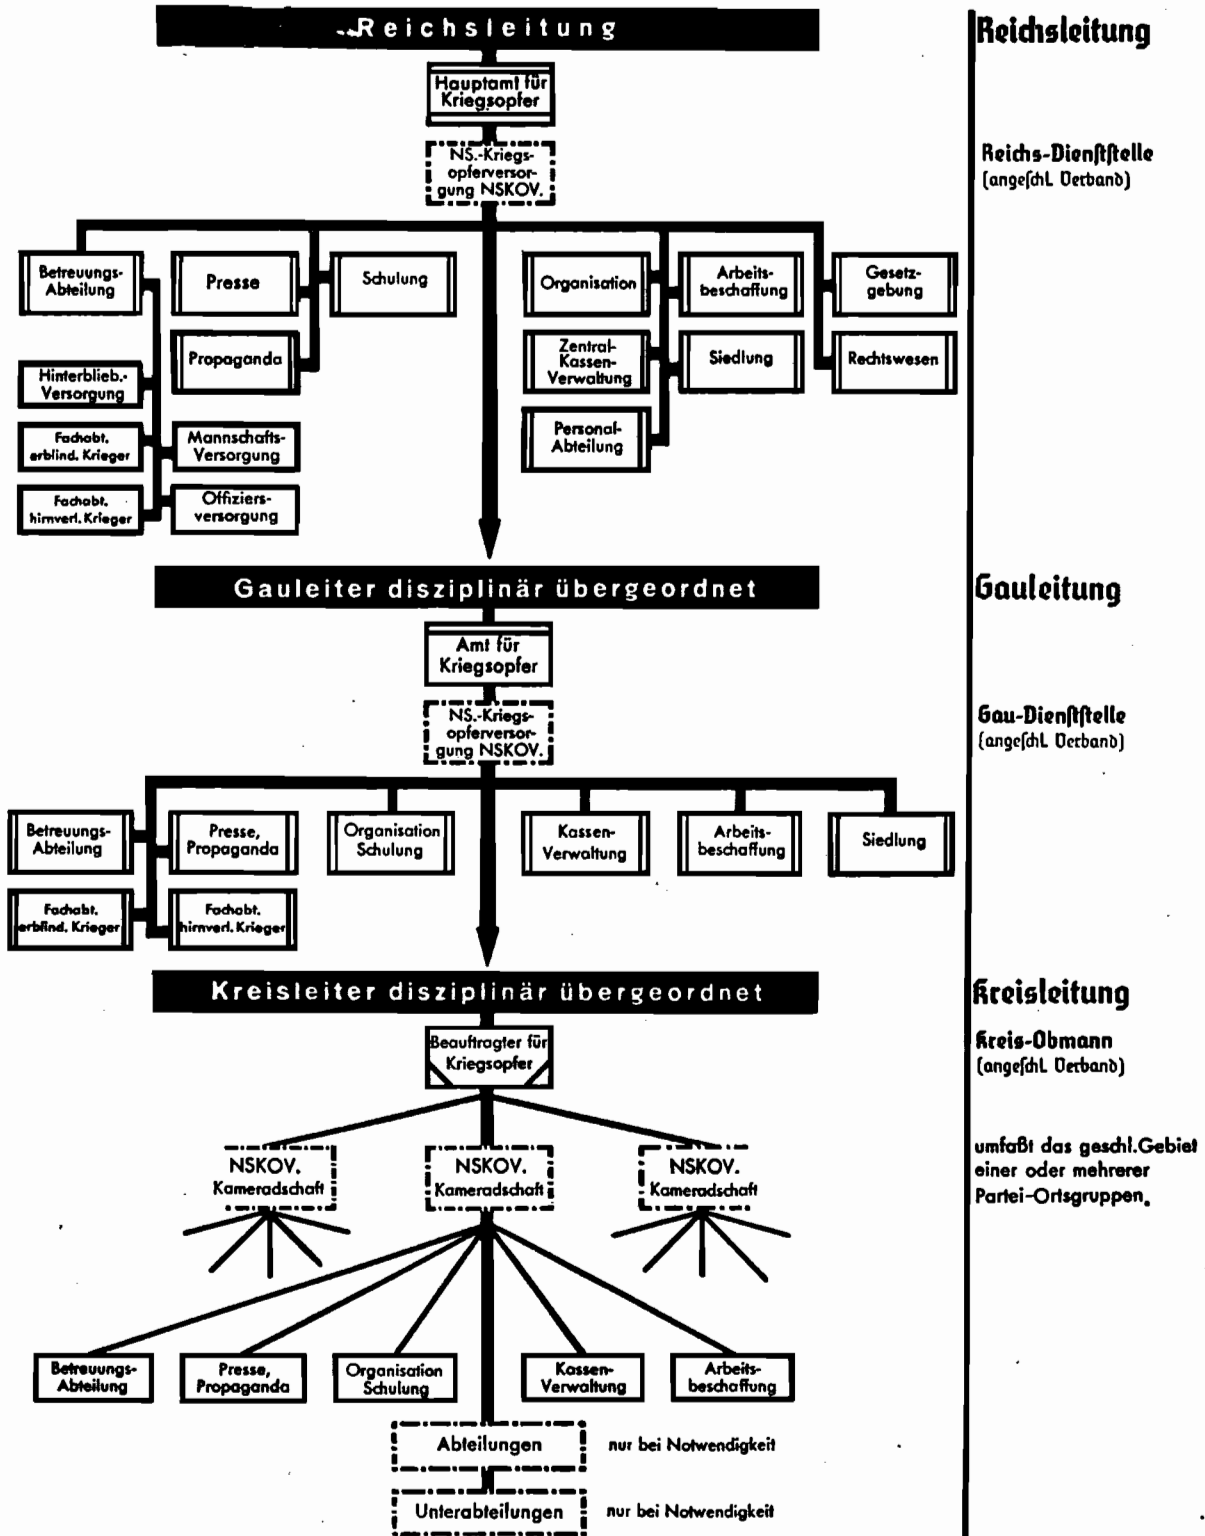 Reichsleitung
Reichsleitung
Hauptamt für
Kriegsopfer
NS.-Kriegs-
opferversor-
gung NSKOV.
Reichs-Dienststelle
(angeschl. Verband)
Betreuungs-
Abteilung
Presse
Schulung
Organisation
Arbeits-
beschaffung
Gesetz-
gebung
Propaganda
Zentral-
Kassen-
Verwaltung
Siedlung
Rechtswesen
Hinterblieb.-
Versorgung
Personal-
Abteilung
Fachabt.
erblind. Krieger
Mannschafts-
Versorgung
Fachabt.
hirnverl. Krieger
Offiziers-
versorgung
Gauleiter disziplinär übergeordnet
Gauleitung
Amt für
Kriegsopfer
NS.-Kriegs-
opferversor-
gung NSKOV.
Gau-Dienststelle
(angeschl. Verband)
Betreuungs-
Abteilung
Presse,
Propaganda
Organisation
Schulung
Kassen-
Verwaltung
Arbeits-
beschaffung
Siedlung
Fachabt.
erblind. Krieger
Fachabt.
hirnverl. Krieger
Kreisleiter disziplinär übergeordnet
Kreisleitung
Beauftragter für
Kriegsopfer
Kreis-Obmann
(angeschl. Verband)
NSKOV.
Kameradschaft
NSKOV.
Kameradschaft
NSKOV.
Kameradschaft
umfaßt das geschl. Gebiet
einer oder mehrerer
Partei-Ortsgruppen.
Betreuungs-
Abteilung
Presse,
Propaganda
Organisation
Schulung
Kassen-
Verwaltung
Arbeits-
beschaffung
Abteilungen
nur bei Notwendigkeit
Unterabteilungen
nur bei Notwendigkeit